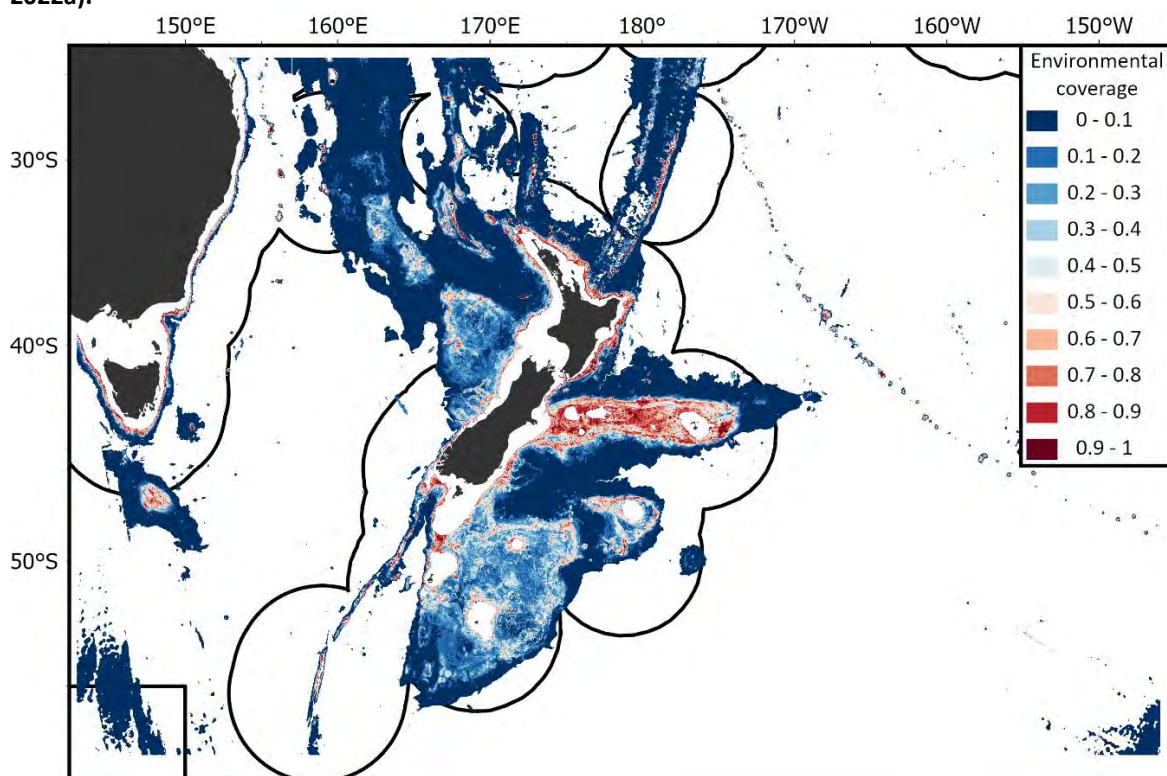 2022a).
150°E 160°E 170°E 180° 170°W 160°W 150°W
Environmental
coverage
0 - 0.1
0.1 - 0.2
0.2 - 0.3
0.3 - 0.4
0.4 - 0.5
0.5 - 0.6
0.6 - 0.7
0.7 - 0.8
0.8 - 0.9
0.9 - 1
30°S
40°S
50°S